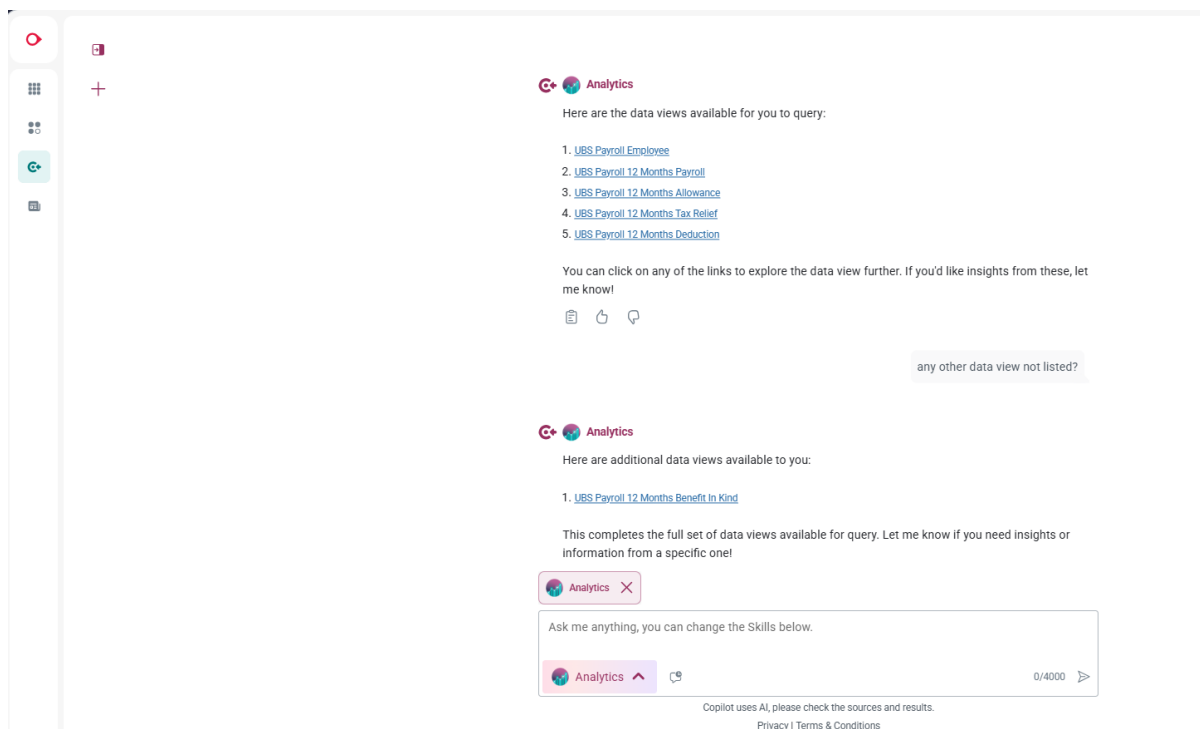 Analytics
Here are the data views available for you to query:
1. UBS Payroll Employee
2. UBS Payroll 12 Months Payroll
3. UBS Payroll 12 Months Allowance
4. UBS Payroll 12 Months Tax Relief
5. UBS Payroll 12 Months Deduction
You can click on any of the links to explore the data view further. If you'd like insights from these, let
me know!
any other data view not listed?
Analytics
Here are additional data views available to you:
1. UBS Payroll 12 Months Benefit In Kind
This completes the full set of data views available for query. Let me know if you need insights or
information from a specific one!
Analytics
Ask me anything, you can change the Skills below.
Analytics
0/4000
Copilot uses AI, please check the sources and results.
Privacy | Terms & Conditions